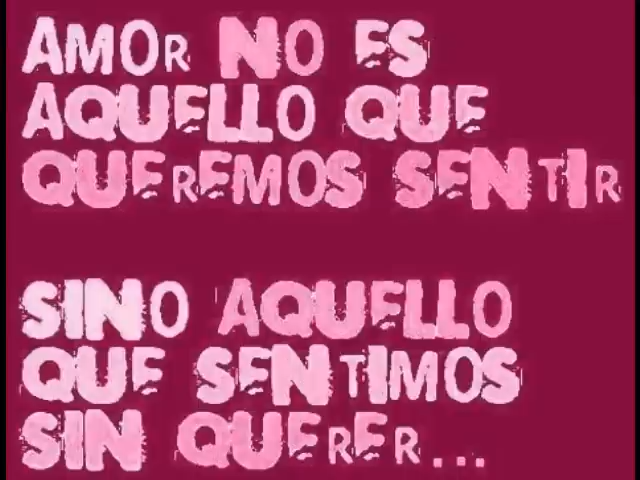 AMOR NO ES
AQUELLO QUE
QUEREMOS SENTIR
SINO AQUELLO
QUE SENTIMOS
SIN QUERER...